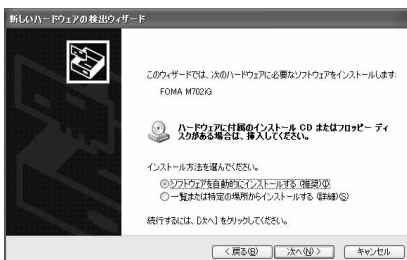 新しいハードウェアの検出ウィザード
このウィザードでは、次のハードウェアに必要なソフトウェアをインストールします:
FOMA M702iG
ハードウェアに付属のインストール CD またはフロッピー ディ
スクがある場合は、挿入してください。
インストール方法を選んでください。
ソフトウェアを自動的にインストールする (推奨)(I)
一覧または特定の場所からインストールする (詳細)(S)
続行するには、[次へ] をクリックしてください。
< 戻る(B) 次へ(N) > キャンセル